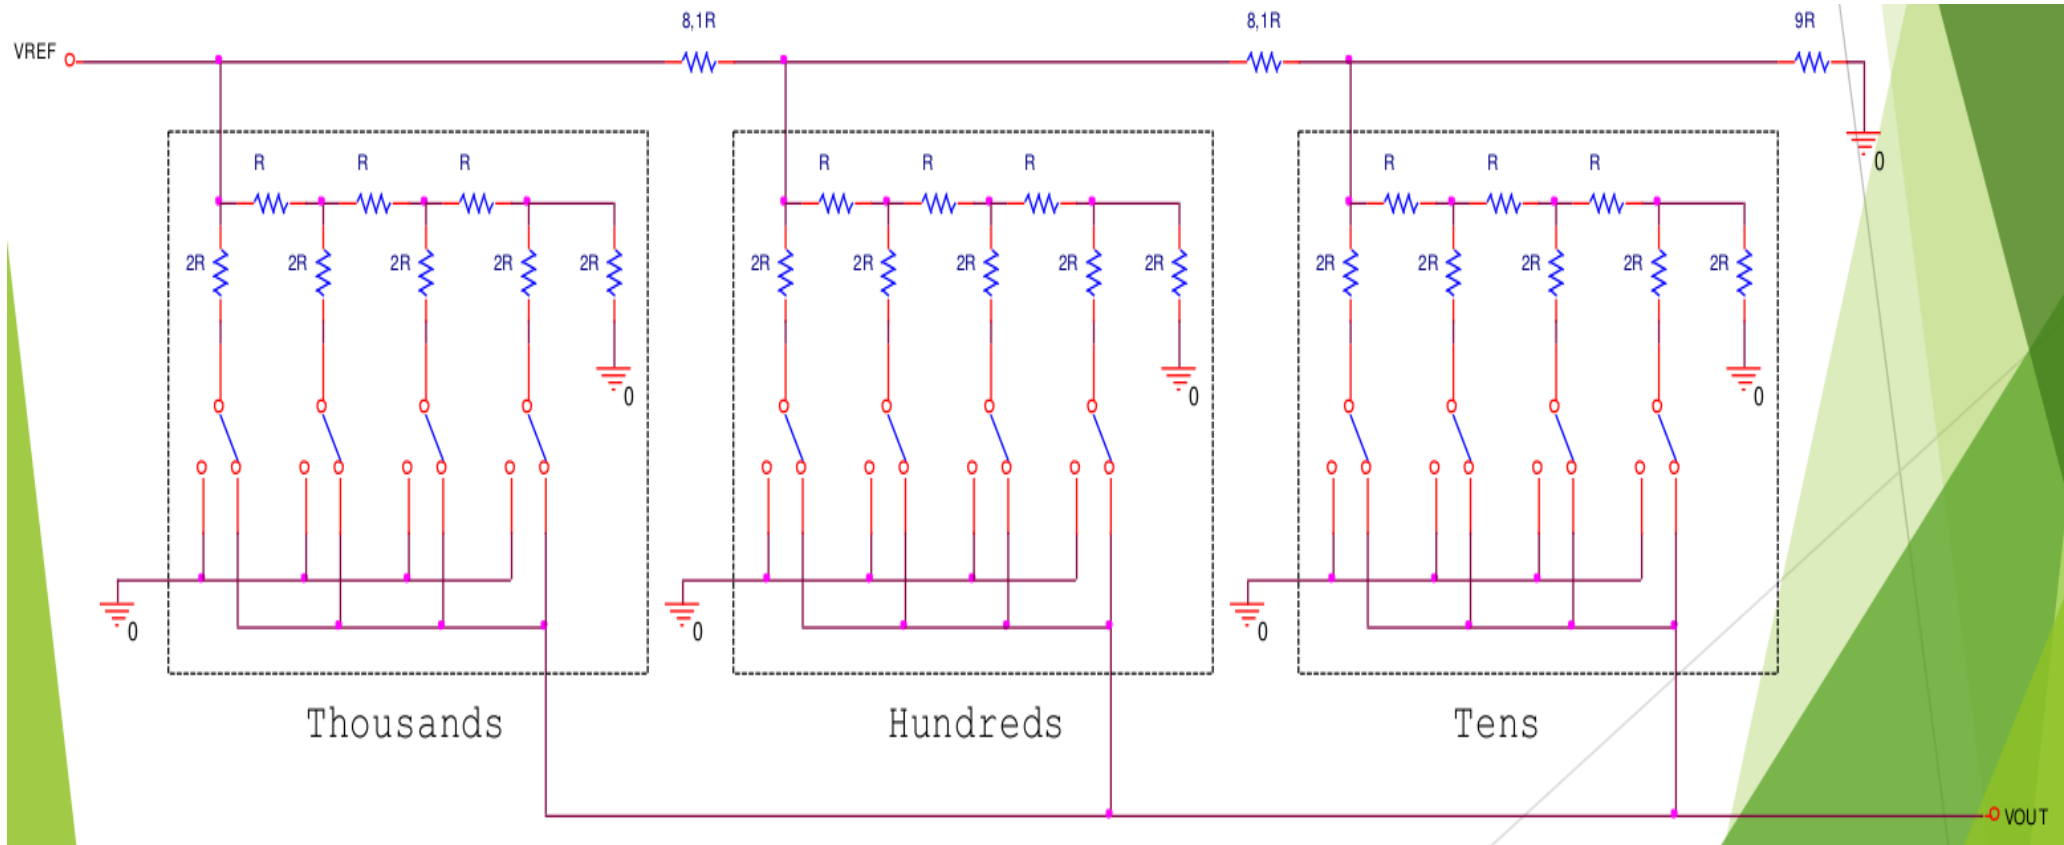 8,1R 8,1R 9R
VREF
0
R R R R R R R R R
2R 2R 2R 2R 2R 2R 2R 2R 2R 2R 2R 2R 2R 2R 2R
0 0 0
0 0 0
Thousands Hundreds Tens
VOUT